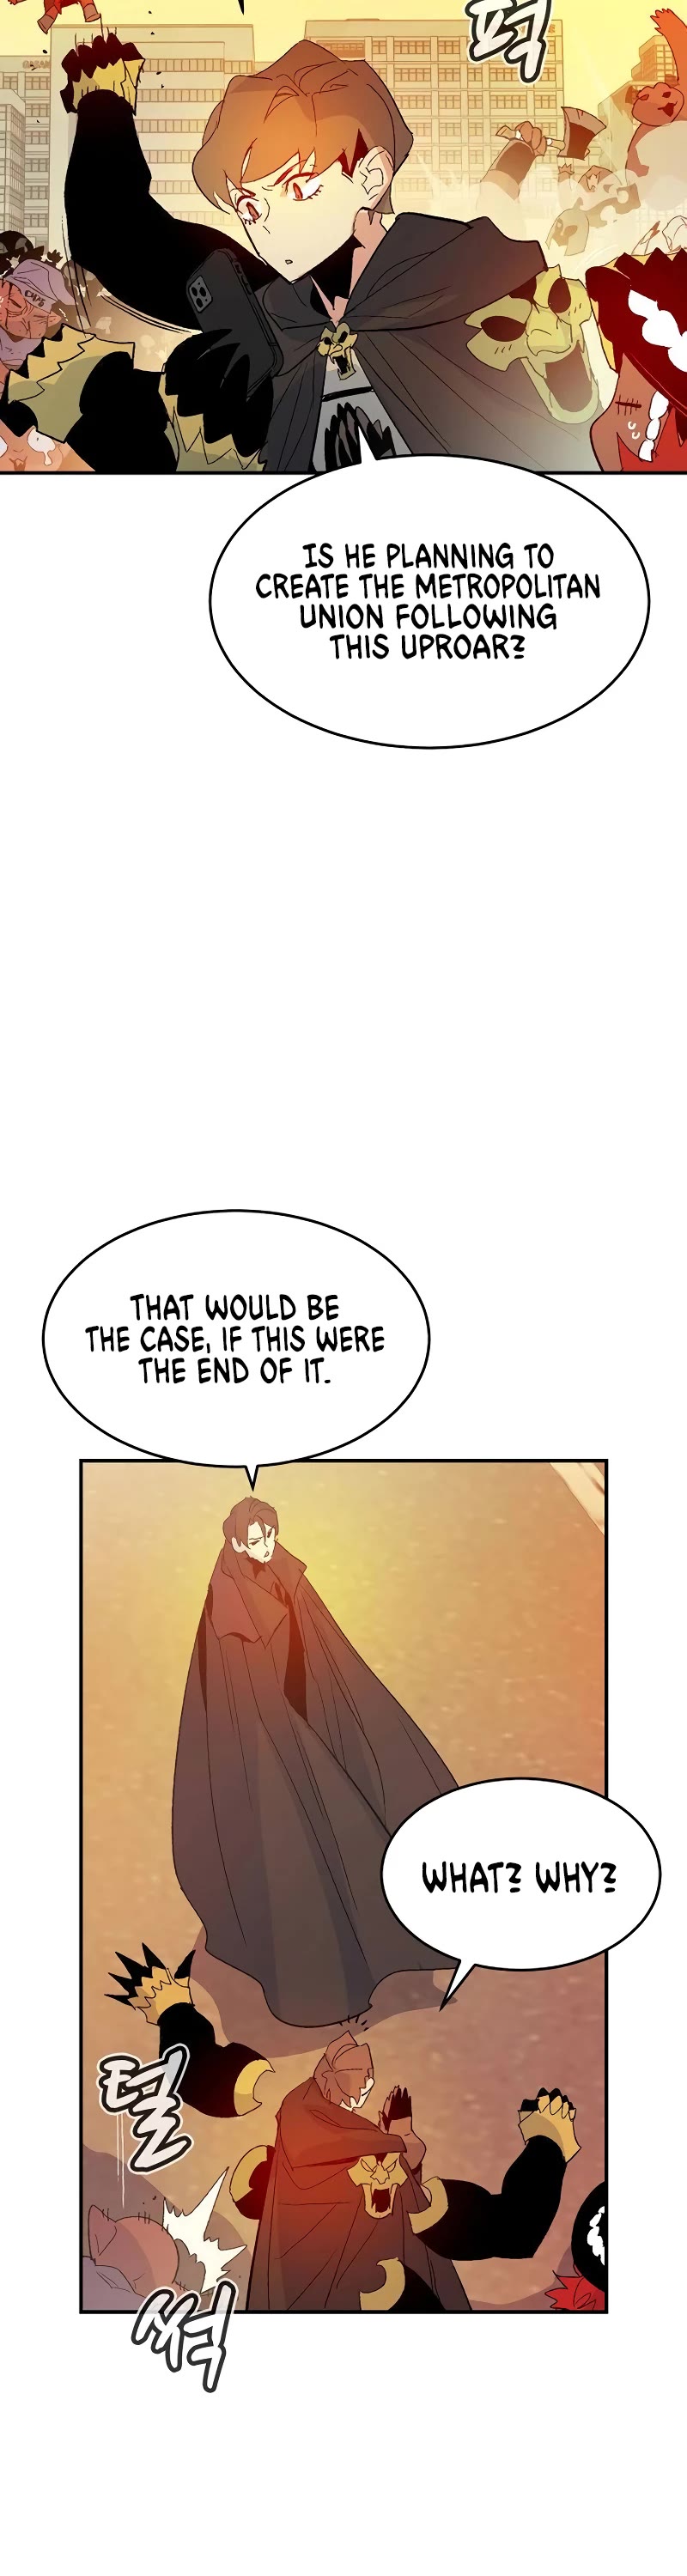 퍽
IS HE PLANNING TO
CREATE THE METROPOLITAN
UNION FOLLOWING
THIS UPROAR?
THAT WOULD BE
THE CASE, IF THIS WERE
THE END OF IT.
WHAT? WHY?
털
썩